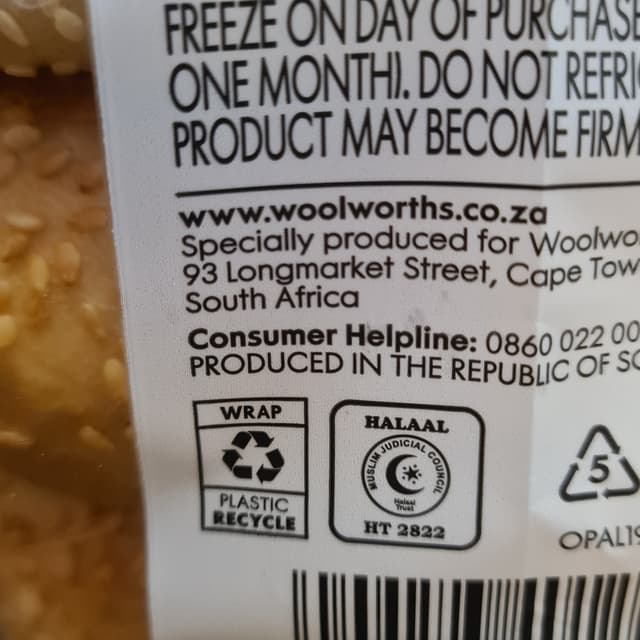 FREEZE ON DAY OF PURCHASE
ONE MONTH). DO NOT REFRI
PRODUCT MAY BECOME FIRM
www.woolworths.co.za
Specially produced for Woolwo
93 Longmarket Street, Cape Tow
South Africa
Consumer Helpline: 0860 022 00
PRODUCED IN THE REPUBLIC OF SO
WRAP
PLASTIC
RECYCLE
HALAAL
MUSLIM JUDICIAL COUNCIL
Halaal
Trust
HT 2822
5
OPAL19